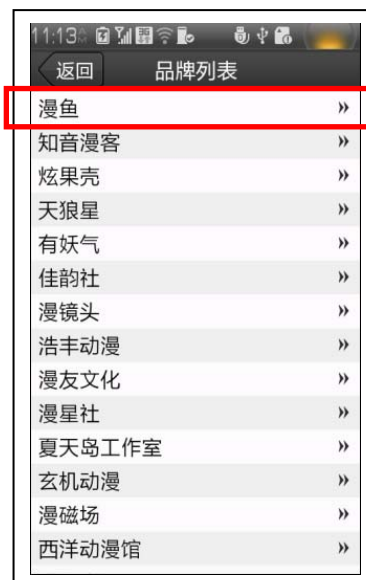 11:13
返回 品牌列表
漫鱼 »
知音漫客 »
炫果壳 »
天狼星 »
有妖气 »
佳韵社 »
漫镜头 »
浩丰动漫 »
漫友文化 »
漫星社 »
夏天岛工作室 »
玄机动漫 »
漫磁场 »
西洋动漫馆 »